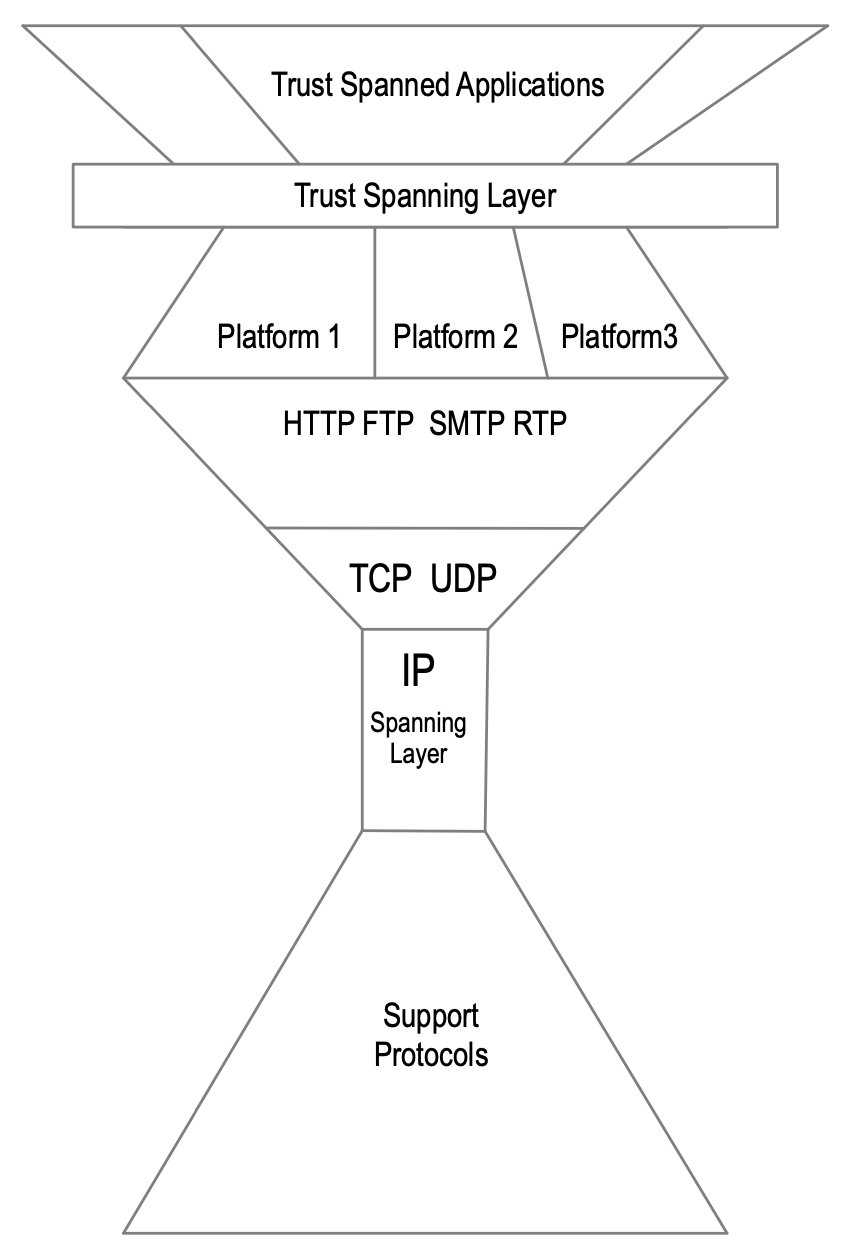 Trust Spanned Applications
Trust Spanning Layer
Platform 1 Platform 2 Platform3
HTTP FTP SMTP RTP
TCP UDP
IP
Spanning
Layer
Support
Protocols